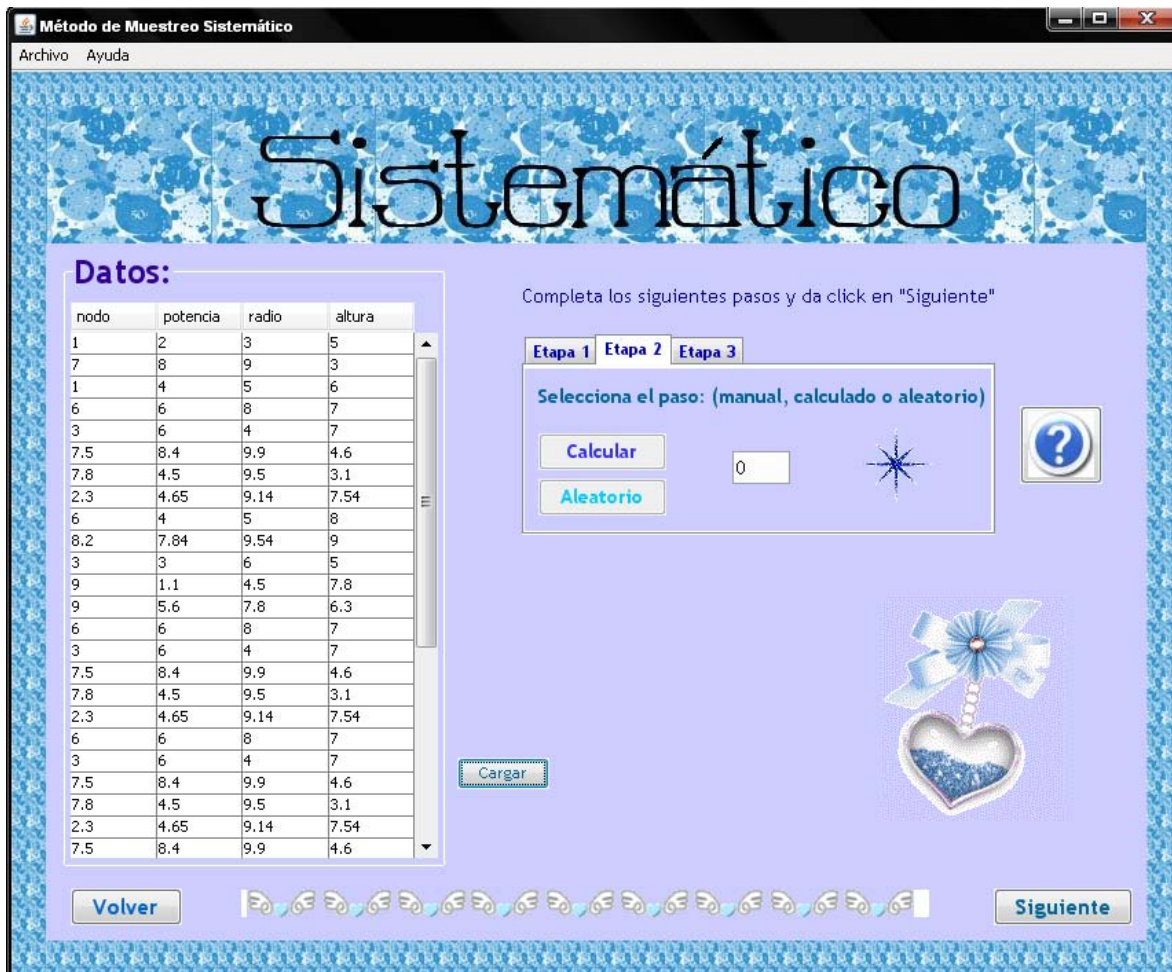 Método de Muestreo Sistemático
Archivo Ayuda
Sistemático
Datos:
nodo potencia radio altura
1 2 3 5
7 8 9 3
1 4 5 6
6 6 8 7
3 6 4 7
7.5 8.4 9.9 4.6
7.8 4.5 9.5 3.1
2.3 4.65 9.14 7.54
6 4 5 8
8.2 7.84 9.54 9
3 3 6 5
9 1.1 4.5 7.8
9 5.6 7.8 6.3
6 6 8 7
3 6 4 7
7.5 8.4 9.9 4.6
7.8 4.5 9.5 3.1
2.3 4.65 9.14 7.54
6 6 8 7
3 6 4 7
7.5 8.4 9.9 4.6
7.8 4.5 9.5 3.1
2.3 4.65 9.14 7.54
7.5 8.4 9.9 4.6
Completa los siguientes pasos y da click en "Siguiente"
Etapa 1 Etapa 2 Etapa 3
Selecciona el paso: (manual, calculado o aleatorio)
Calcular
0
Aleatorio
?
Cargar
Volver
Siguiente